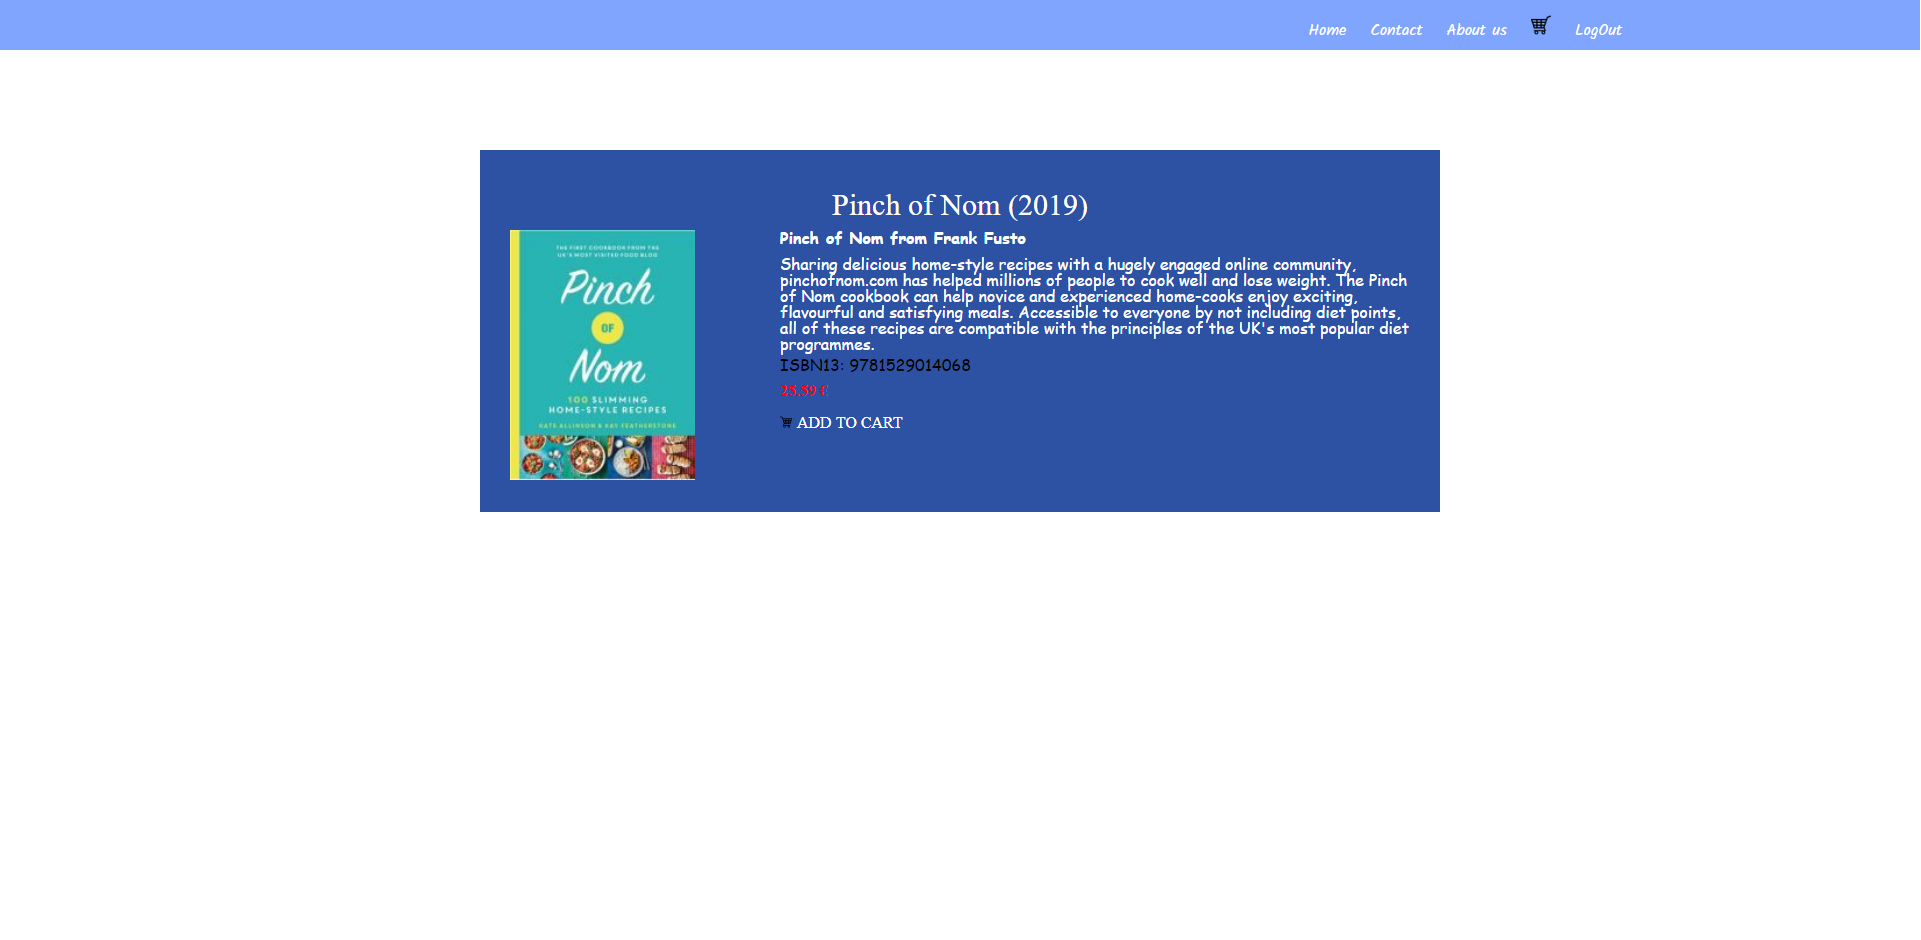 Home Contact About us LogOut
Pinch of Nom (2019)
Pinch of Nom from Frank Fusto
Sharing delicious home-style recipes with a hugely engaged online community,
pinchofnom.com has helped millions of people to cook well and lose weight. The Pinch
of Nom cookbook can help novice and experienced home-cooks enjoy exciting,
flavourful and satisfying meals. Accessible to everyone by not including diet points,
all of these recipes are compatible with the principles of the UK's most popular diet
programmes.
ISBN13: 9781529014068
25.59 €
ADD TO CART
THE FIRST COOKBOOK FROM THE
UK'S MOST VISITED FOOD BLOG
Pinch
OF
Nom
100 SLIMMING
HOME-STYLE RECIPES
KATE ALLINSON & KAY FEATHERSTONE